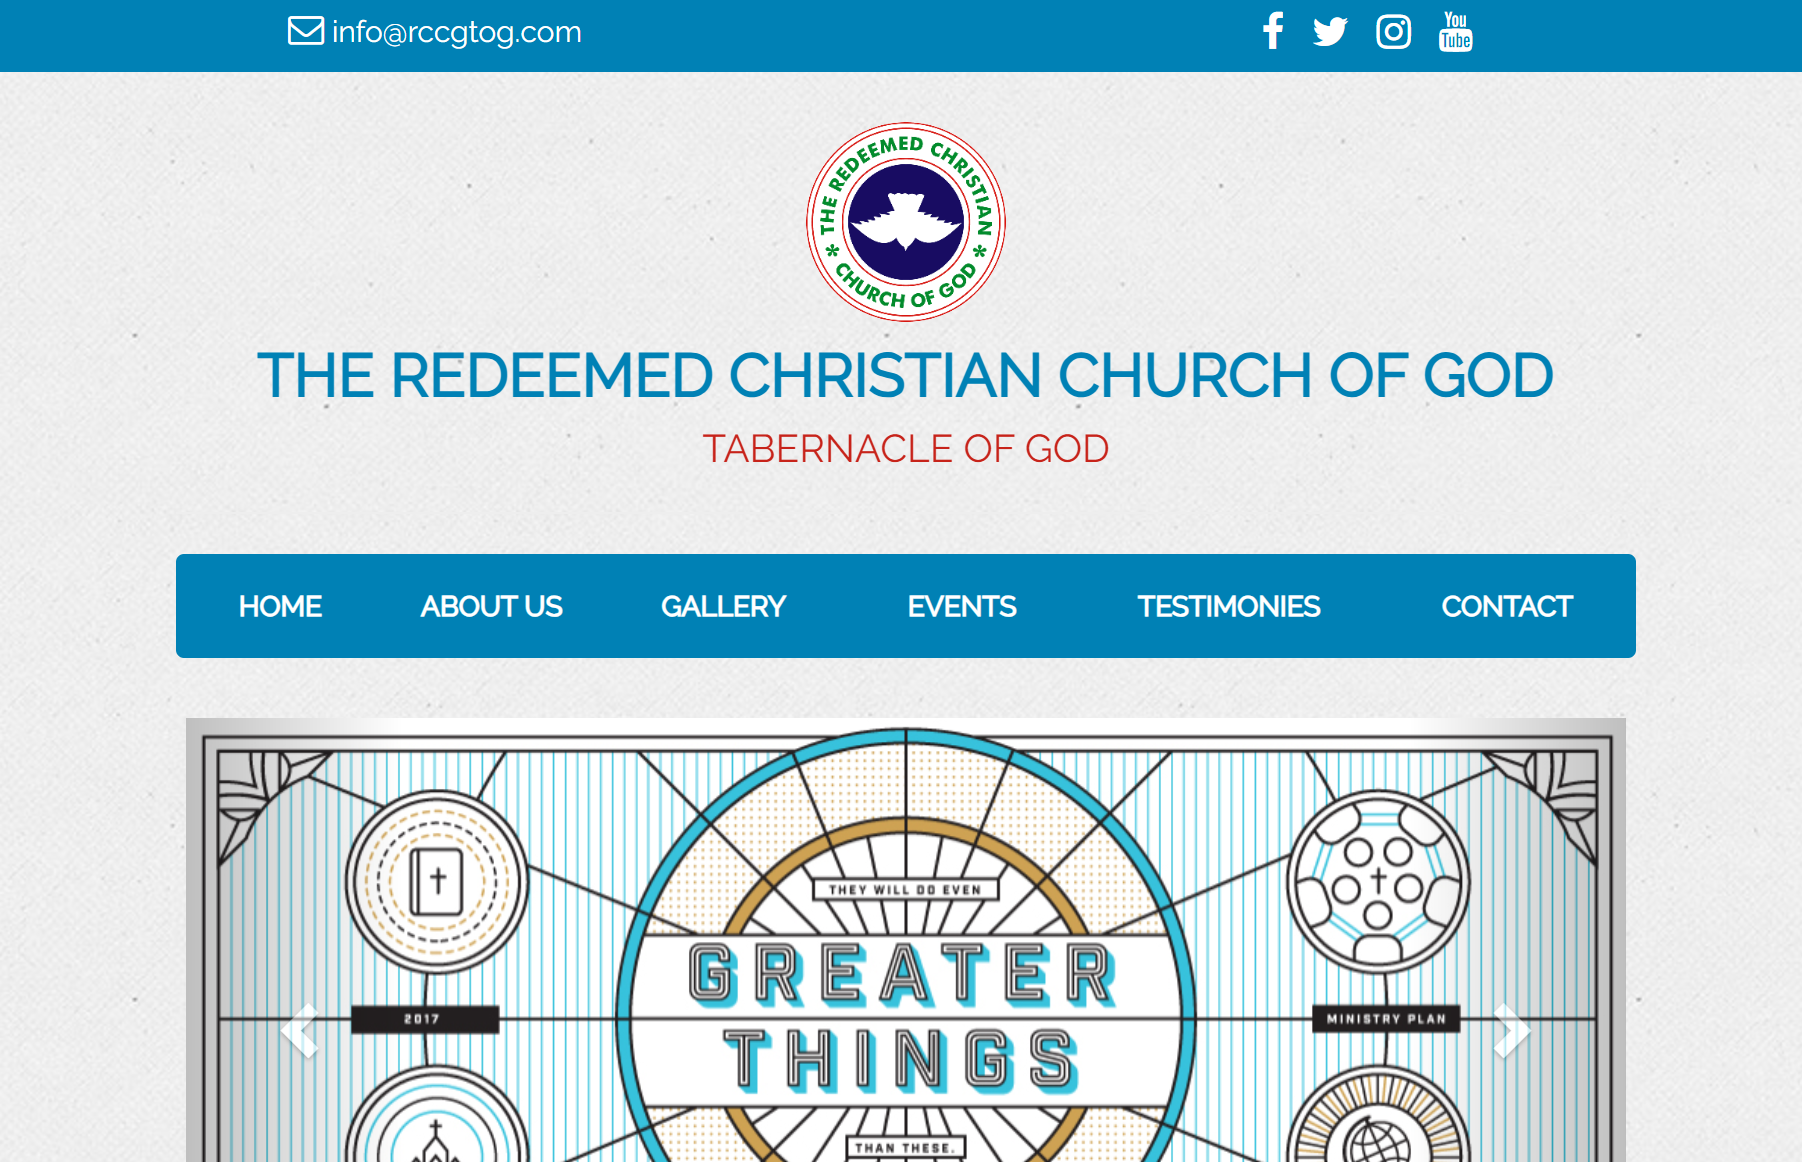 info@rccgtog.com
You
Tube
THE REDEEMED CHRISTIAN
* CHURCH OF GOD *
THE REDEEMED CHRISTIAN CHURCH OF GOD
TABERNACLE OF GOD
HOME ABOUT US GALLERY EVENTS TESTIMONIES CONTACT
THEY WILL DO EVEN
GREATER
2017
MINISTRY PLAN
THINGS
THAN THESE.